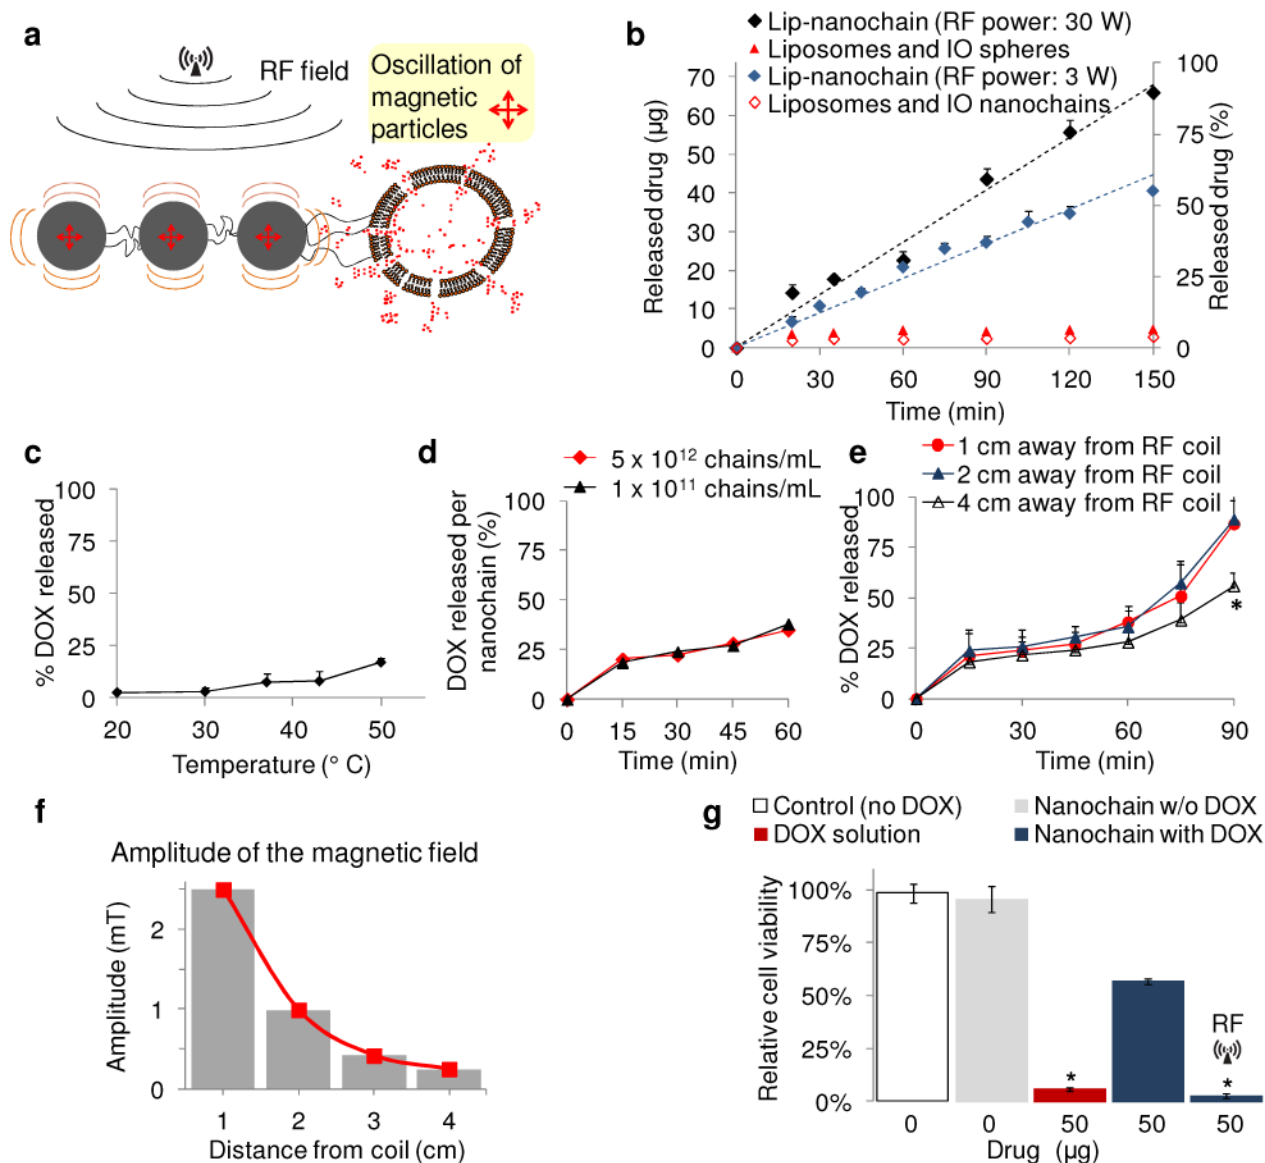 a
RF field
Oscillation of
magnetic
particles
b
Lip-nanochain (RF power: 30 W)
Liposomes and IO spheres
Lip-nanochain (RF power: 3 W)
Liposomes and IO nanochains
Released drug (µg)
70
60
50
40
30
20
10
0
100
75
50
25
0
Released drug (%)
0 30 60 90 120 150
Time (min)
c
% DOX released
100
75
50
25
0
20 30 40 50
Temperature (° C)
d
5 x 10¹² chains/mL
1 x 10¹¹ chains/mL
DOX released per
nanochain (%)
100
75
50
25
0
0 15 30 45 60
Time (min)
e
1 cm away from RF coil
2 cm away from RF coil
4 cm away from RF coil
% DOX released
100
75
50
25
0
*
0 30 60 90
Time (min)
f
Amplitude of the magnetic field
Amplitude (mT)
2
1
0
1 2 3 4
Distance from coil (cm)
g
Control (no DOX)
Nanochain w/o DOX
DOX solution
Nanochain with DOX
Relative cell viability
100%
75%
50%
25%
0%
RF
* *
0 0 50 50 50
Drug (µg)